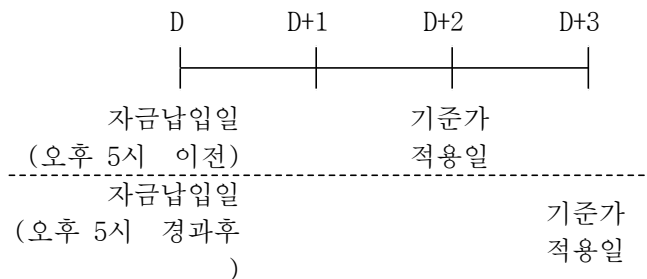 D D+1 D+2 D+3
자금납입일 기준가
(오후 5시 이전) 적용일
자금납입일
(오후 5시 경과후
)
기준가
적용일